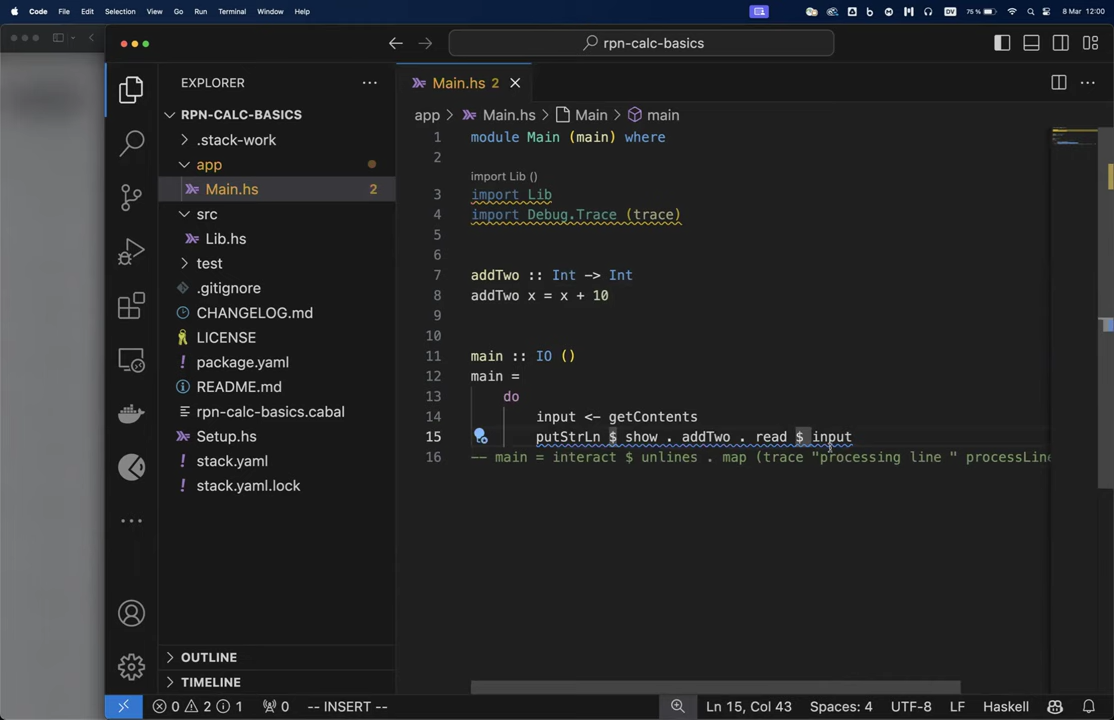 Code File Edit Selection View Go Run Terminal Window Help DV 75 % 8 Mar 12:00
rpn-calc-basics
EXPLORER
Main.hs 2
RPN-CALC-BASICS
app > Main.hs > Main > main
.stack-work
app
Main.hs 2
src
Lib.hs
test
.gitignore
CHANGELOG.md
LICENSE
package.yaml
README.md
rpn-calc-basics.cabal
Setup.hs
stack.yaml
stack.yaml.lock
OUTLINE
TIMELINE
1 module Main (main) where
2
import Lib ()
3 import Lib
4 import Debug.Trace (trace)
5
6
7 addTwo :: Int -> Int
8 addTwo x = x + 10
9
10
11 main :: IO ()
12 main =
13 do
14 input <- getContents
15 putStrLn $ show . addTwo . read $ input
16 -- main = interact $ unlines . map (trace "processing line " processLine
0 2 1 0 -- INSERT -- Ln 15, Col 43 Spaces: 4 UTF-8 LF Haskell